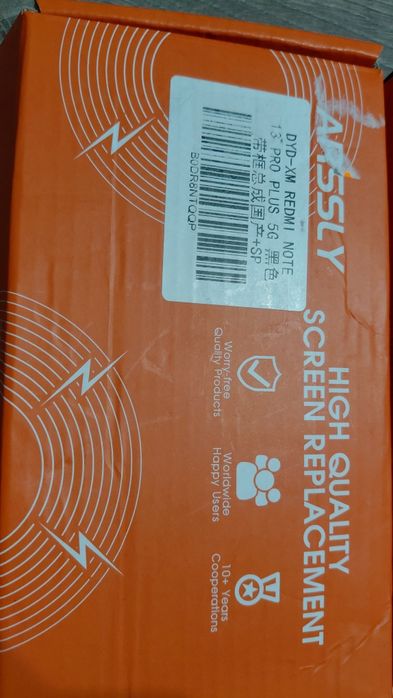 DYD-XM REDMI NOTE
13 PRO PLUS 5G 黑色
带框总成国产+SP
HIGH QUALITY
SCREEN REPLACEMENT
Worry-free
Quality Products
Worldwide
Happy Users
10+ Years
Cooperations